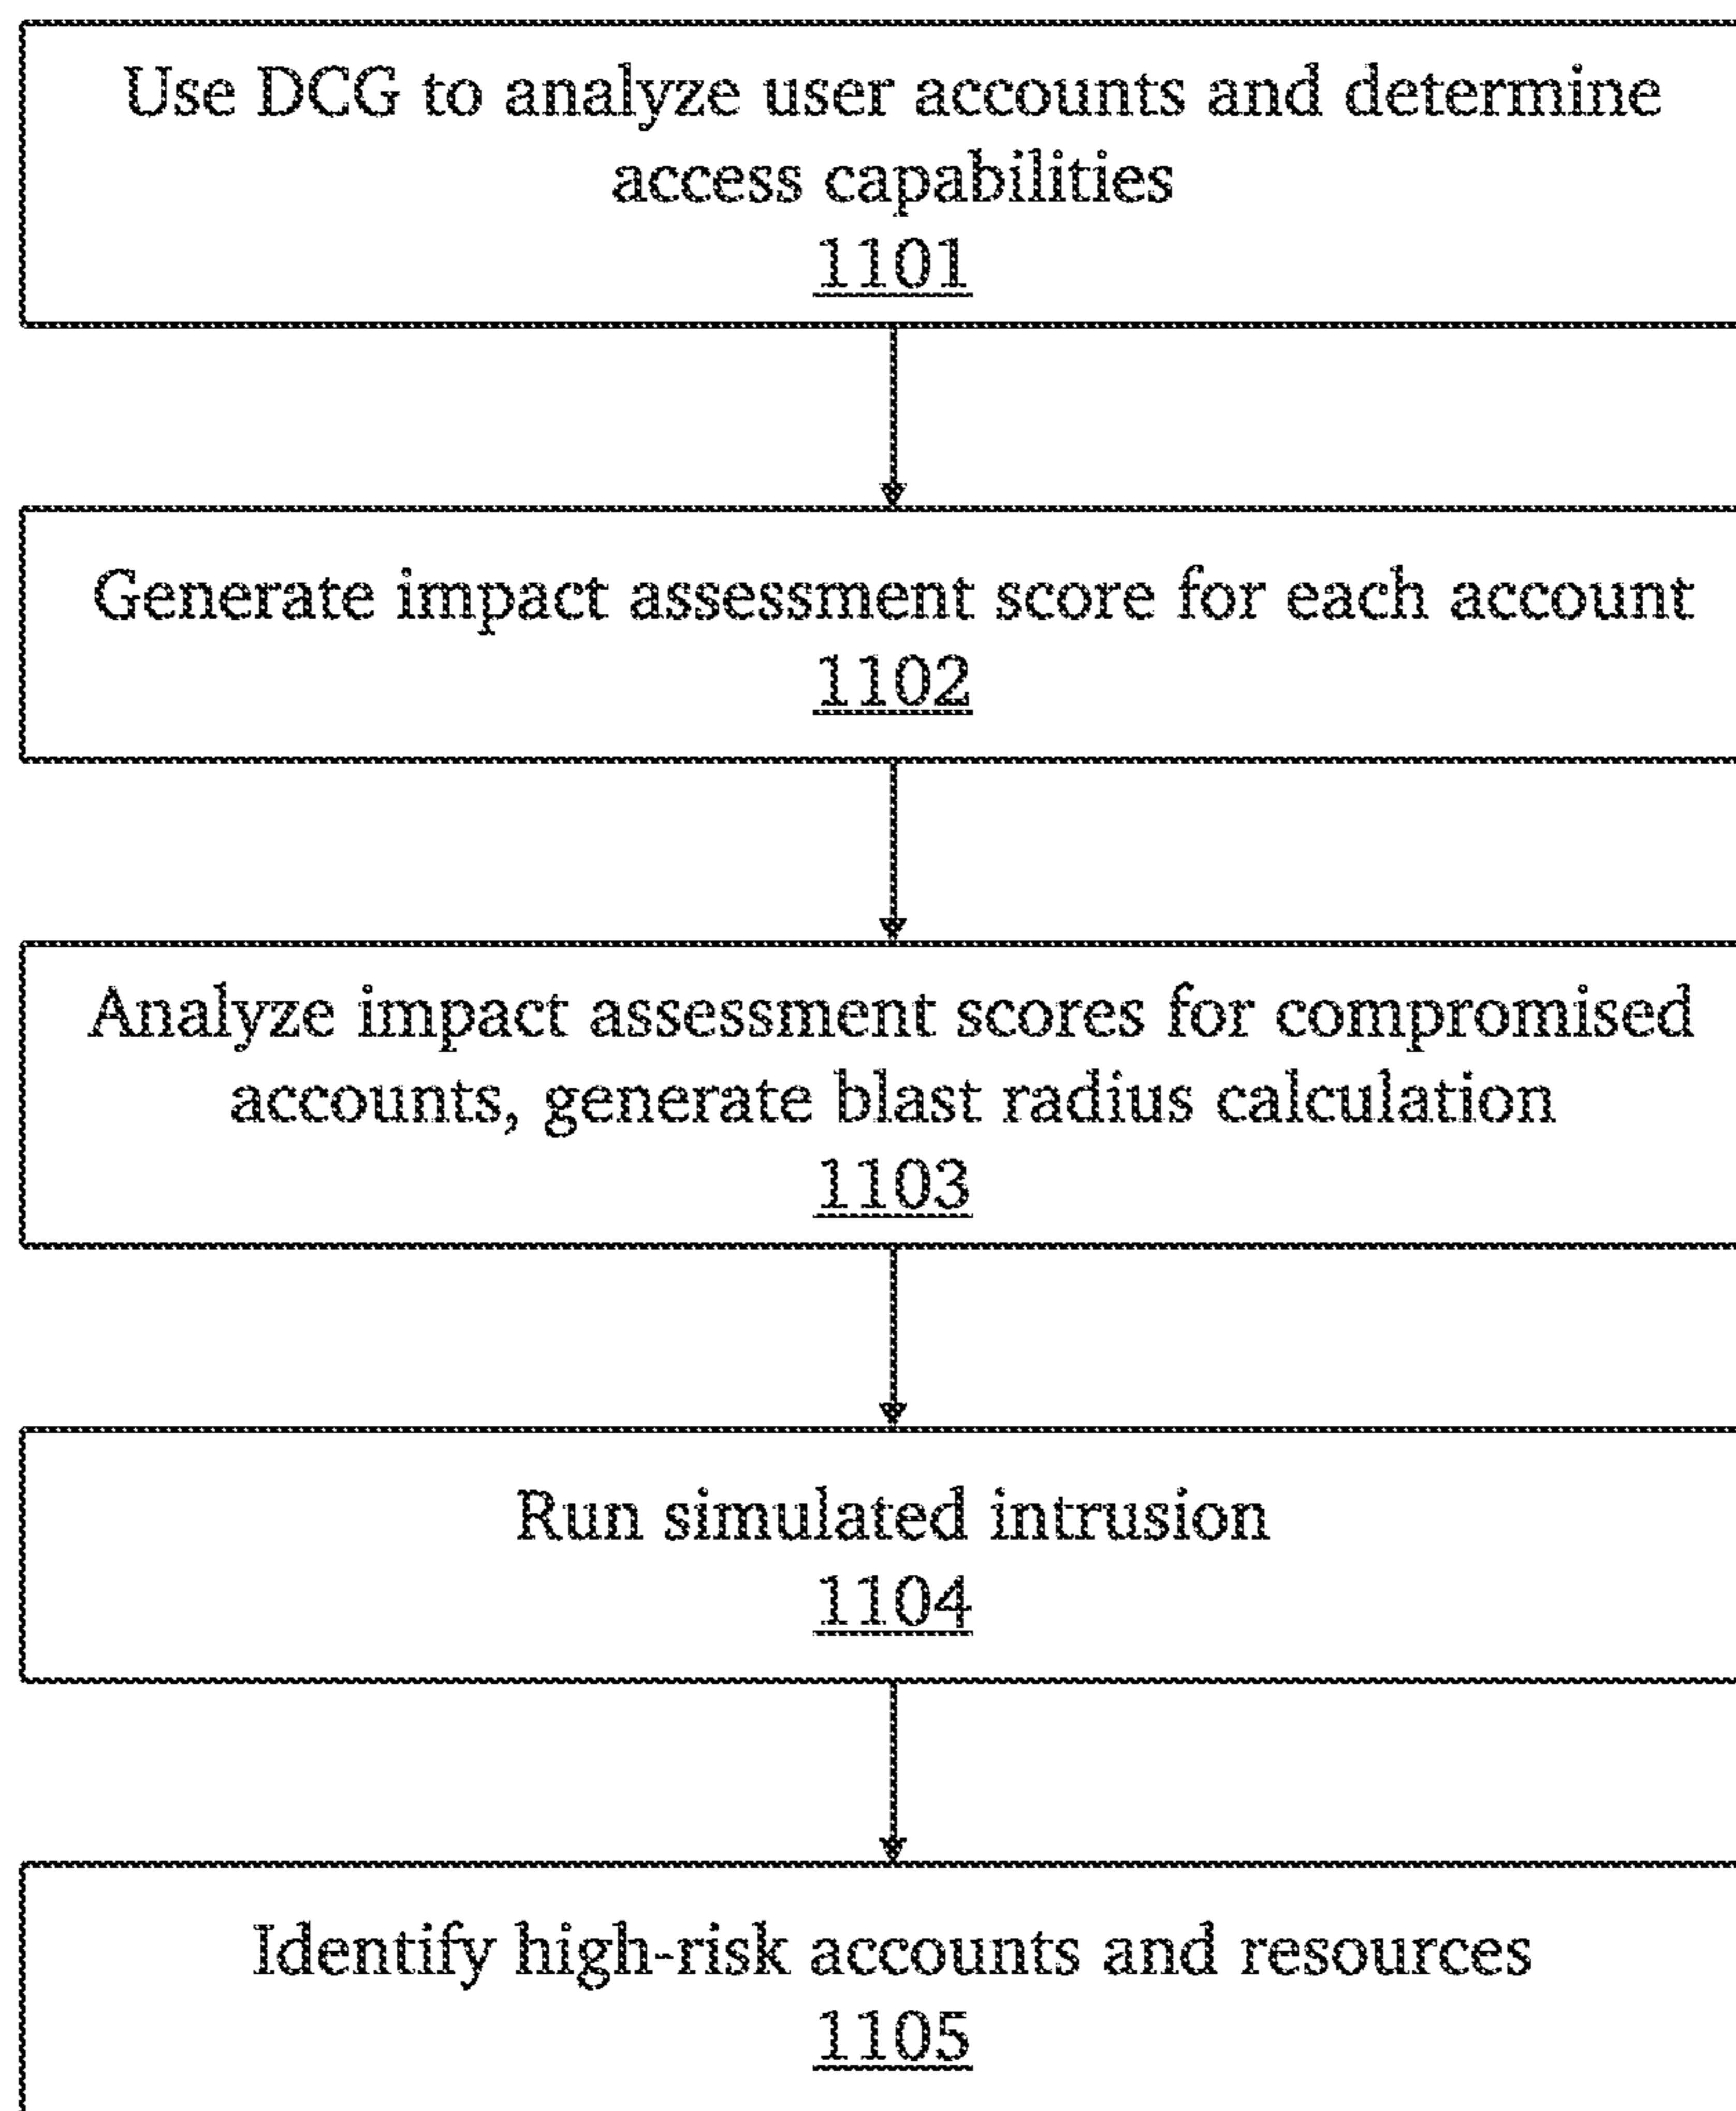 Use DCG to analyze user accounts and determine
access capabilities
1101
Generate impact assessment score for each account
1102
Analyze impact assessment scores for compromised
accounts, generate blast radius calculation
1103
Run simulated intrusion
1104
Identify high-risk accounts and resources
1105